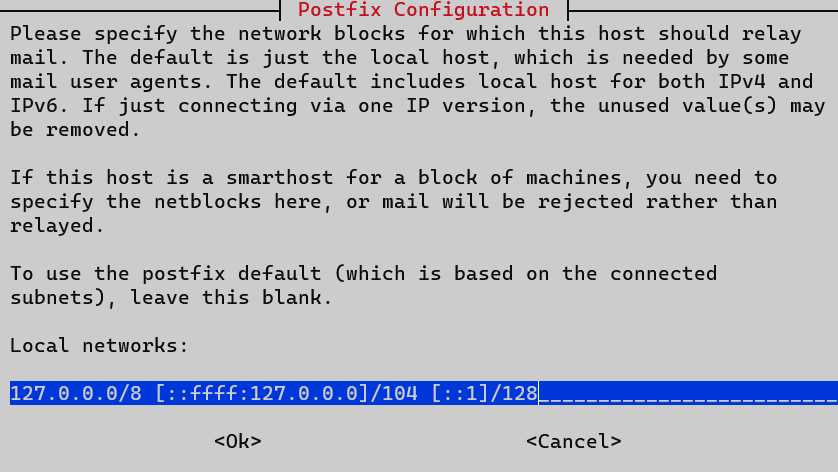 Postfix Configuration
Please specify the network blocks for which this host should relay
mail. The default is just the local host, which is needed by some
mail user agents. The default includes local host for both IPv4 and
IPv6. If just connecting via one IP version, the unused value(s) may
be removed.
If this host is a smarthost for a block of machines, you need to
specify the netblocks here, or mail will be rejected rather than
relayed.
To use the postfix default (which is based on the connected
subnets), leave this blank.
Local networks:
127.0.0.0/8 [::ffff:127.0.0.0]/104 [::1]/128_________________________
<Ok> <Cancel>